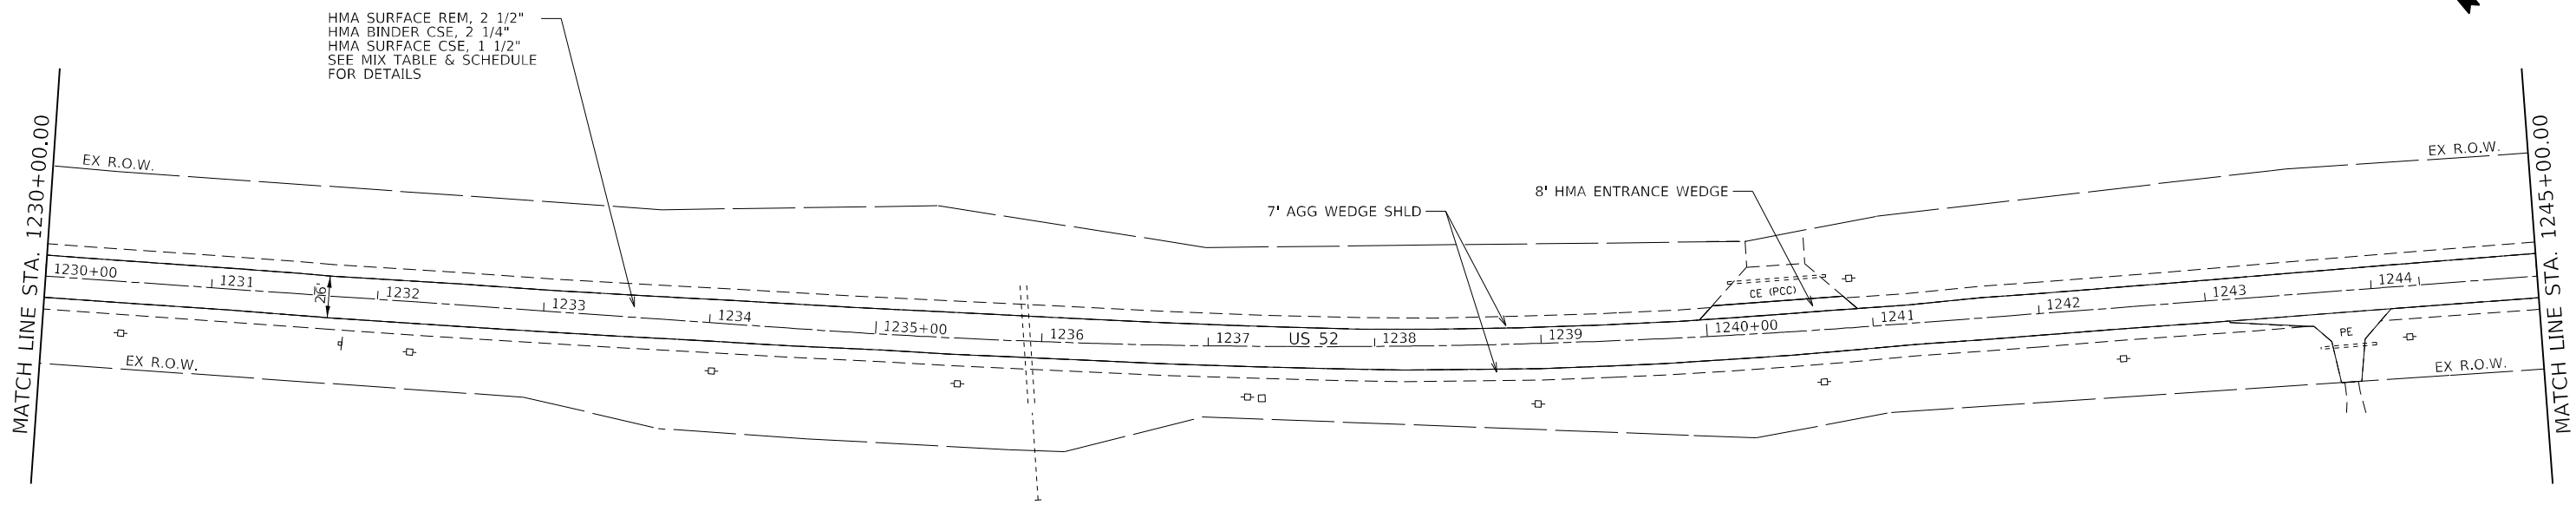 HMA SURFACE REM, 2 1/2"
HMA BINDER CSE, 2 1/4"
HMA SURFACE CSE, 1 1/2"
SEE MIX TABLE & SCHEDULE
FOR DETAILS
MATCH LINE STA. 1230+00.00
MATCH LINE STA. 1245+00.00
EX R.O.W.
EX R.O.W.
8' HMA ENTRANCE WEDGE
7' AGG WEDGE SHLD
CE (PCC)
1230+00
1231
26'
1232
1233
1234
1235+00
1236
1237
US 52
1238
1239
1240+00
1241
1242
1243
1244
PE
EX R.O.W.
EX R.O.W.